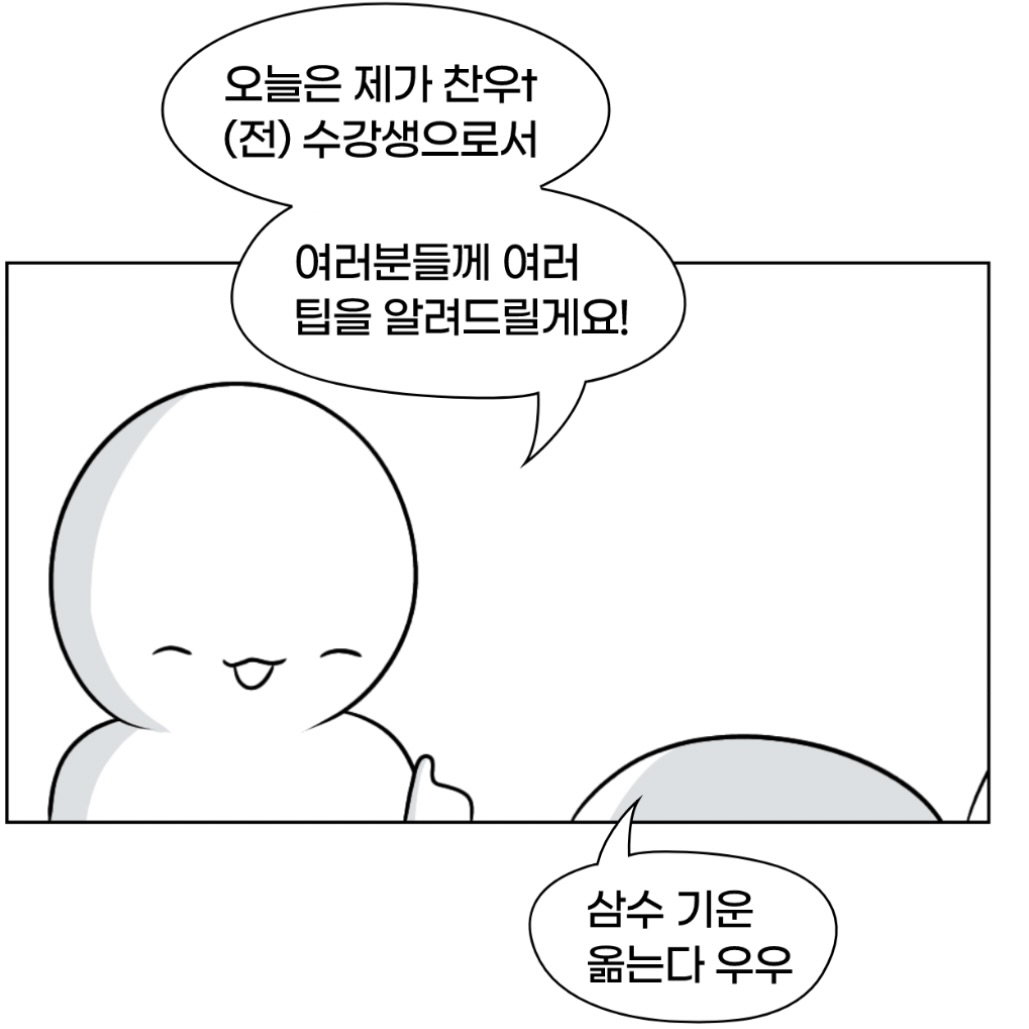 오늘은 제가 찬우†
(전) 수강생으로서
여러분들께 여러
팁을 알려드릴게요!
삼수 기운
옮는다 우우